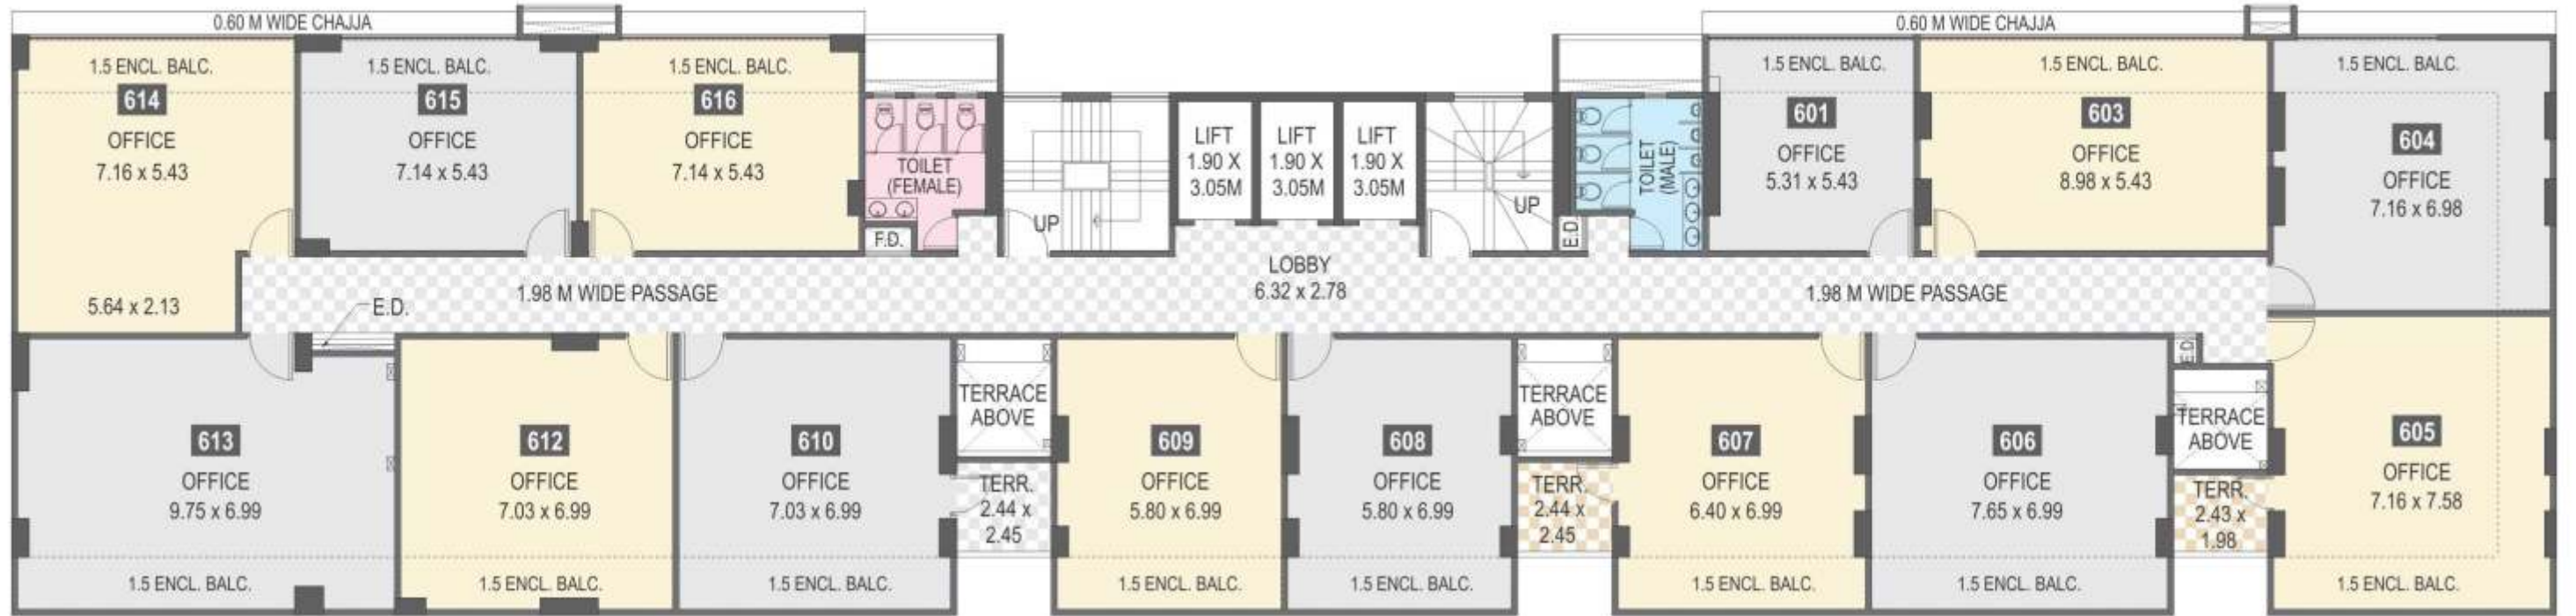 0.60 M WIDE CHAJJA
0.60 M WIDE CHAJJA
1.5 ENCL. BALC.
614
OFFICE
7.16 x 5.43
5.64 x 2.13
1.5 ENCL. BALC.
615
OFFICE
7.14 x 5.43
1.5 ENCL. BALC.
616
OFFICE
7.14 x 5.43
TOILET
(FEMALE)
F.D.
UP
LIFT
1.90 X
3.05M
LIFT
1.90 X
3.05M
LIFT
1.90 X
3.05M
UP
E.D.
TOILET
(MALE)
1.5 ENCL. BALC.
601
OFFICE
5.31 x 5.43
1.5 ENCL. BALC.
603
OFFICE
8.98 x 5.43
1.5 ENCL. BALC.
604
OFFICE
7.16 x 6.98
E.D.
1.98 M WIDE PASSAGE
LOBBY
6.32 x 2.78
1.98 M WIDE PASSAGE
613
OFFICE
9.75 x 6.99
1.5 ENCL. BALC.
612
OFFICE
7.03 x 6.99
1.5 ENCL. BALC.
610
OFFICE
7.03 x 6.99
1.5 ENCL. BALC.
TERRACE
ABOVE
TERR.
2.44 x
2.45
609
OFFICE
5.80 x 6.99
1.5 ENCL. BALC.
608
OFFICE
5.80 x 6.99
1.5 ENCL. BALC.
TERRACE
ABOVE
TERR.
2.44 x
2.45
607
OFFICE
6.40 x 6.99
1.5 ENCL. BALC.
606
OFFICE
7.65 x 6.99
1.5 ENCL. BALC.
E.D.
TERRACE
ABOVE
TERR.
2.43 x
1.98
605
OFFICE
7.16 x 7.58
1.5 ENCL. BALC.